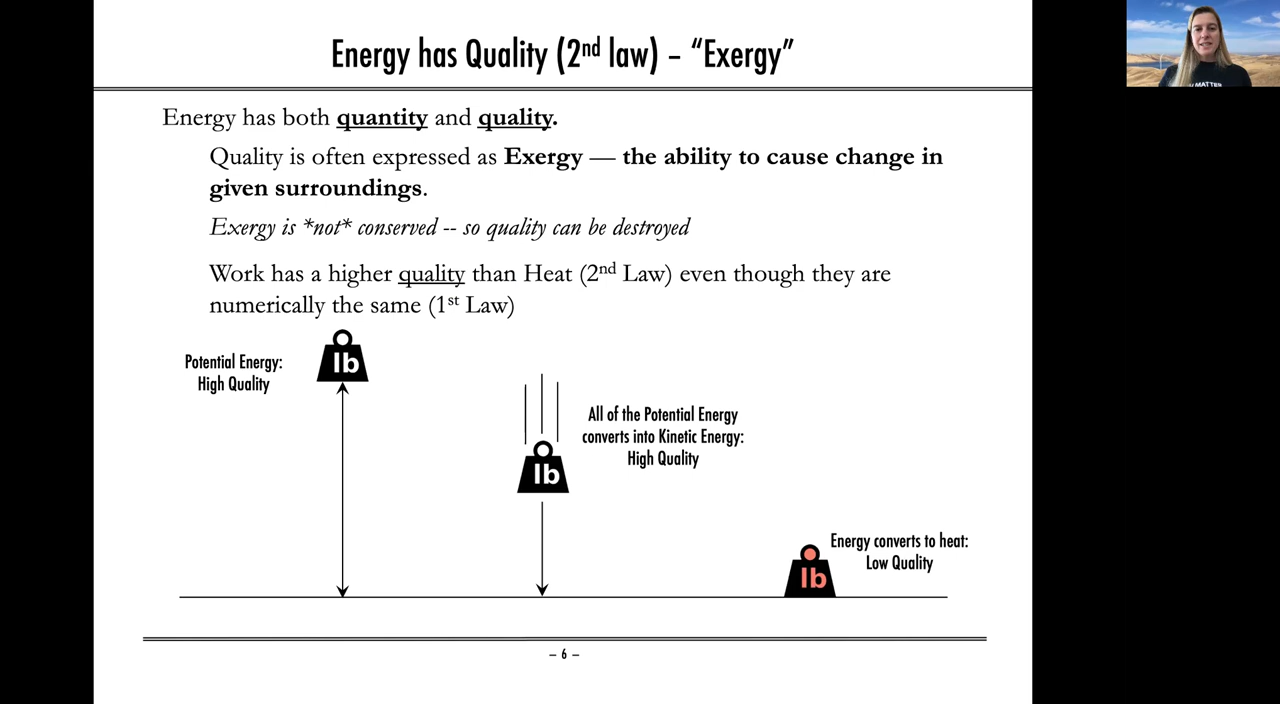 Energy has Quality (2nd law) – “Exergy”
Energy has both quantity and quality.
Quality is often expressed as Exergy — the ability to cause change in
given surroundings.
Exergy is *not* conserved -- so quality can be destroyed
Work has a higher quality than Heat (2nd Law) even though they are
numerically the same (1st Law)
Potential Energy:
High Quality
lb
All of the Potential Energy
converts into Kinetic Energy:
High Quality
lb
Energy converts to heat:
Low Quality
lb
– 6 –
MATTER